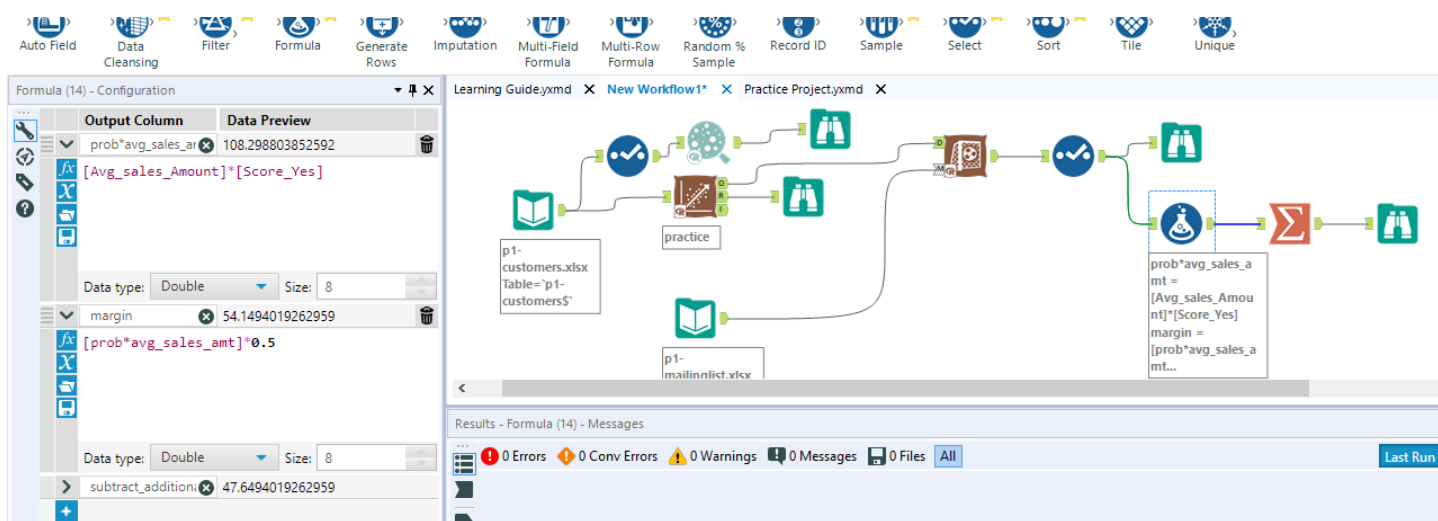 Auto Field
Data Cleansing
Filter
Formula
Generate Rows
Imputation
Multi-Field Formula
Multi-Row Formula
Random % Sample
Record ID
Sample
Select
Sort
Tile
Unique
Formula (14) - Configuration
Output Column Data Preview
prob*avg_sales_ar 108.298803852592
[Avg_sales_Amount]*[Score_Yes]
Data type: Double Size: 8
margin 54.1494019262959
[prob*avg_sales_amt]*0.5
Data type: Double Size: 8
subtract_additiona 47.6494019262959
Learning Guide.yxmd X New Workflow1* X Practice Project.yxmd X
D
M
O
R
I
R
R
R
practice
p1-
customers.xlsx
Table=`p1-
customers$`
p1-
mailinglist.xlsx
prob*avg_sales_a
mt =
[Avg_sales_Amou
nt]*[Score_Yes]
margin =
[prob*avg_sales_a
mt...
Results - Formula (14) - Messages
0 Errors 0 Conv Errors 0 Warnings 0 Messages 0 Files All
Last Run